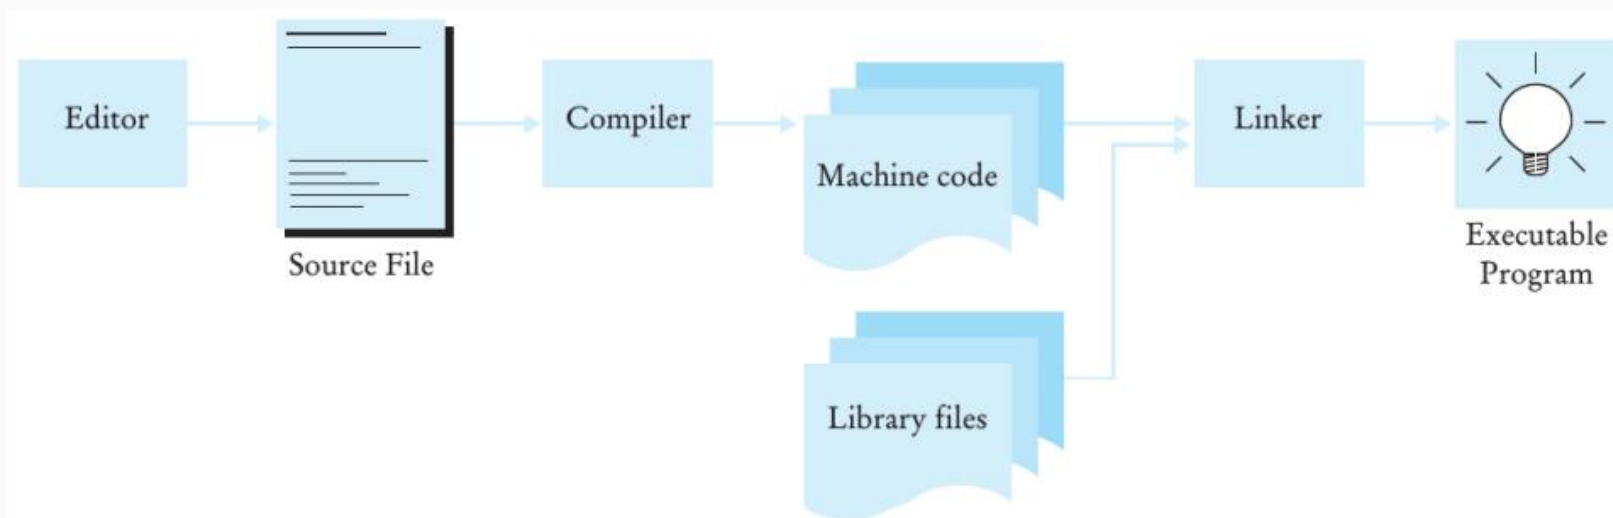 Editor
Source File
Compiler
Machine code
Library files
Linker
Executable
Program